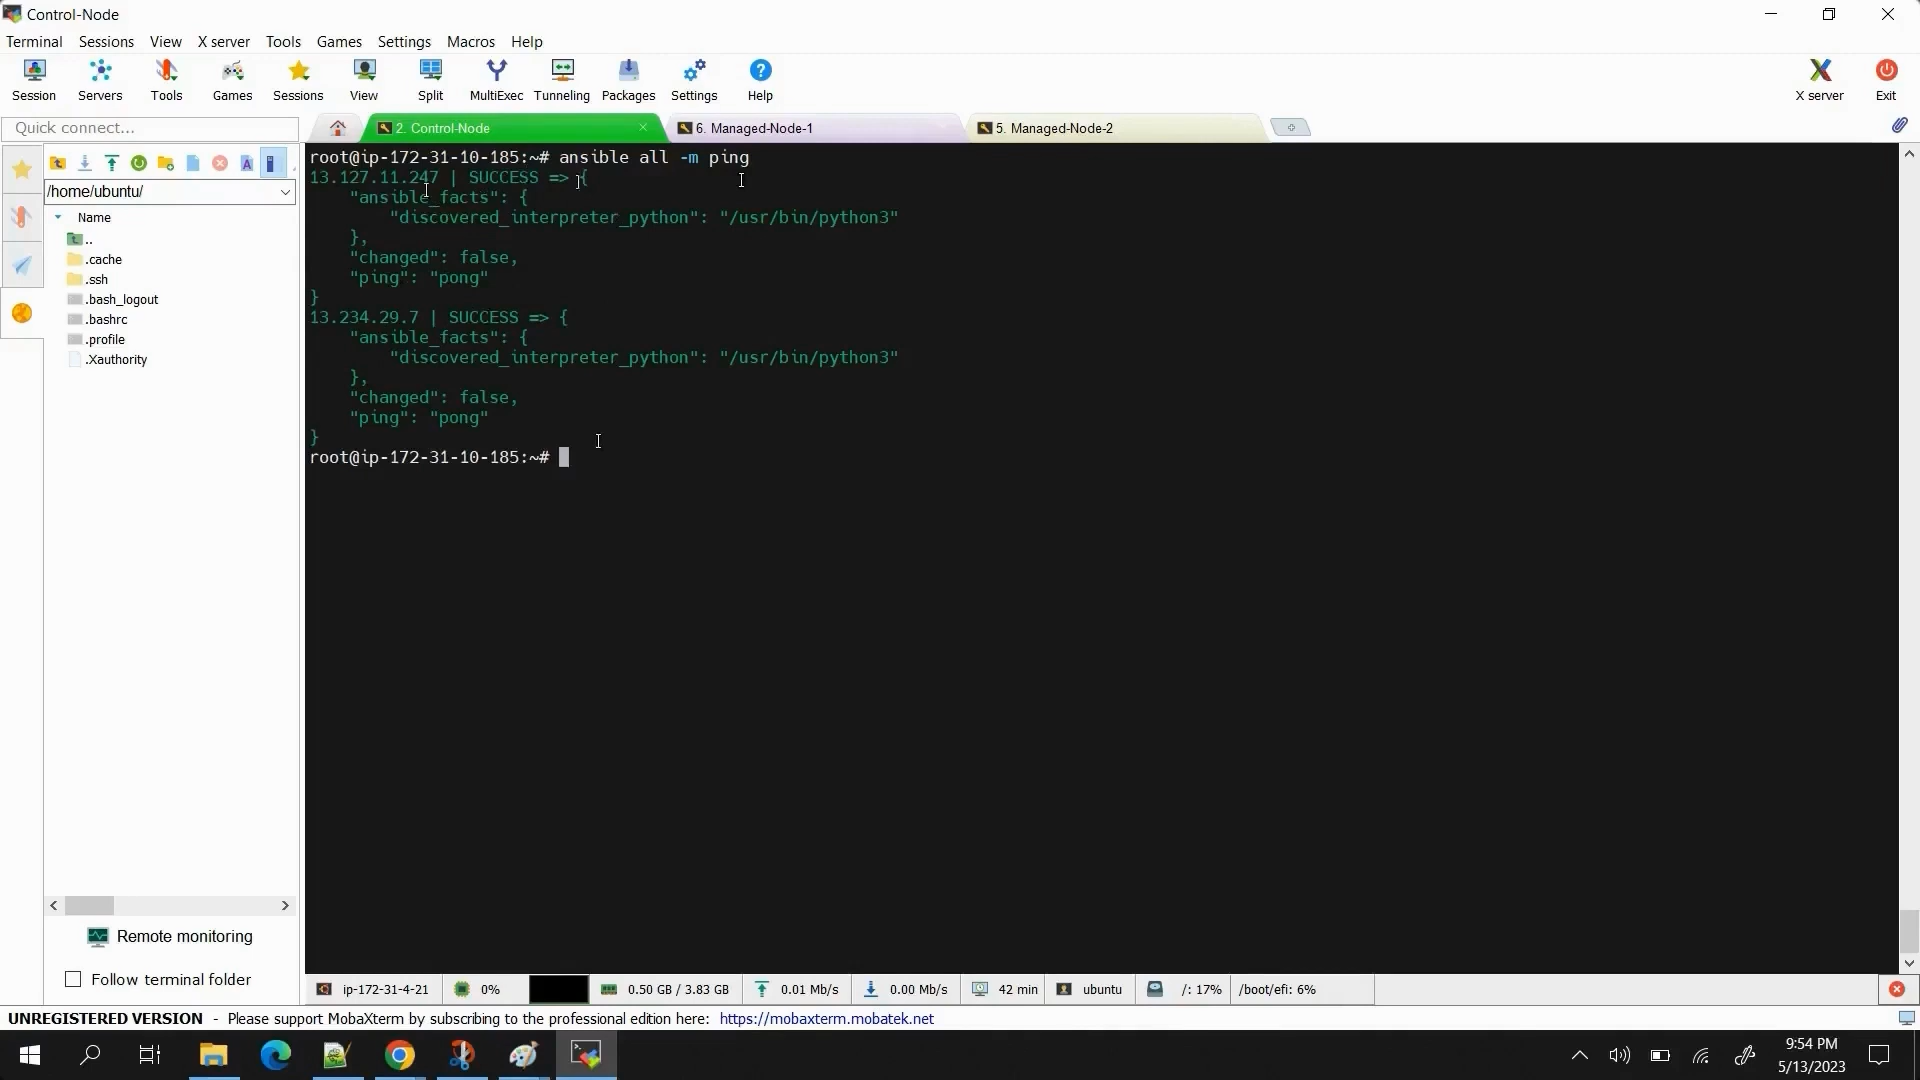 Control-Node
Terminal Sessions View X server Tools Games Settings Macros Help
Session Servers Tools Games Sessions View Split MultiExec Tunneling Packages Settings Help X server Exit
Quick connect...
2. Control-Node
6. Managed-Node-1
5. Managed-Node-2
/home/ubuntu/
Name
..
.cache
.ssh
.bash_logout
.bashrc
.profile
.Xauthority
Remote monitoring
Follow terminal folder
root@ip-172-31-10-185:~# ansible all -m ping
13.127.11.247 | SUCCESS => {
    "ansible_facts": {
        "discovered_interpreter_python": "/usr/bin/python3"
    },
    "changed": false,
    "ping": "pong"
}
13.234.29.7 | SUCCESS => {
    "ansible_facts": {
        "discovered_interpreter_python": "/usr/bin/python3"
    },
    "changed": false,
    "ping": "pong"
}
root@ip-172-31-10-185:~#
ip-172-31-4-21 0% 0.50 GB / 3.83 GB 0.01 Mb/s 0.00 Mb/s 42 min ubuntu /: 17% /boot/efi: 6%
UNREGISTERED VERSION - Please support MobaXterm by subscribing to the professional edition here: https://mobaxterm.mobatek.net
9:54 PM
5/13/2023